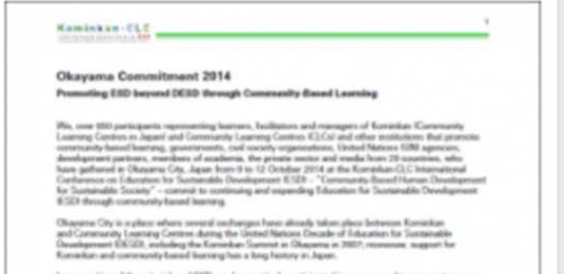 Kominkan-CLC
1
Okayama Commitment 2014
Promoting ESD beyond DESD through Community-Based Learning
We, over 650 participants representing learners, facilitators and managers of Kominkan (Community
Learning Centres in Japan) and Community Learning Centres (CLCs) and other institutions that promote
community-based learning, governments, civil society organisations, United Nations (UN) agencies,
development partners, members of academia, the private sector and media from 29 countries, who
have gathered in Okayama City, Japan from 9 to 12 October 2014 at the Kominkan-CLC International
Conference on Education for Sustainable Development (ESD) - "Community-Based Human Development
for Sustainable Society" – commit to continuing and expanding Education for Sustainable Development
(ESD) through community-based learning.
Okayama City is a place where several exchanges have already taken place between Kominkan
and Community Learning Centres during the United Nations Decade of Education for Sustainable
Development (DESD), including the Kominkan Summit in Okayama in 2007; moreover, support for
Kominkan and community-based learning has a long history in Japan.